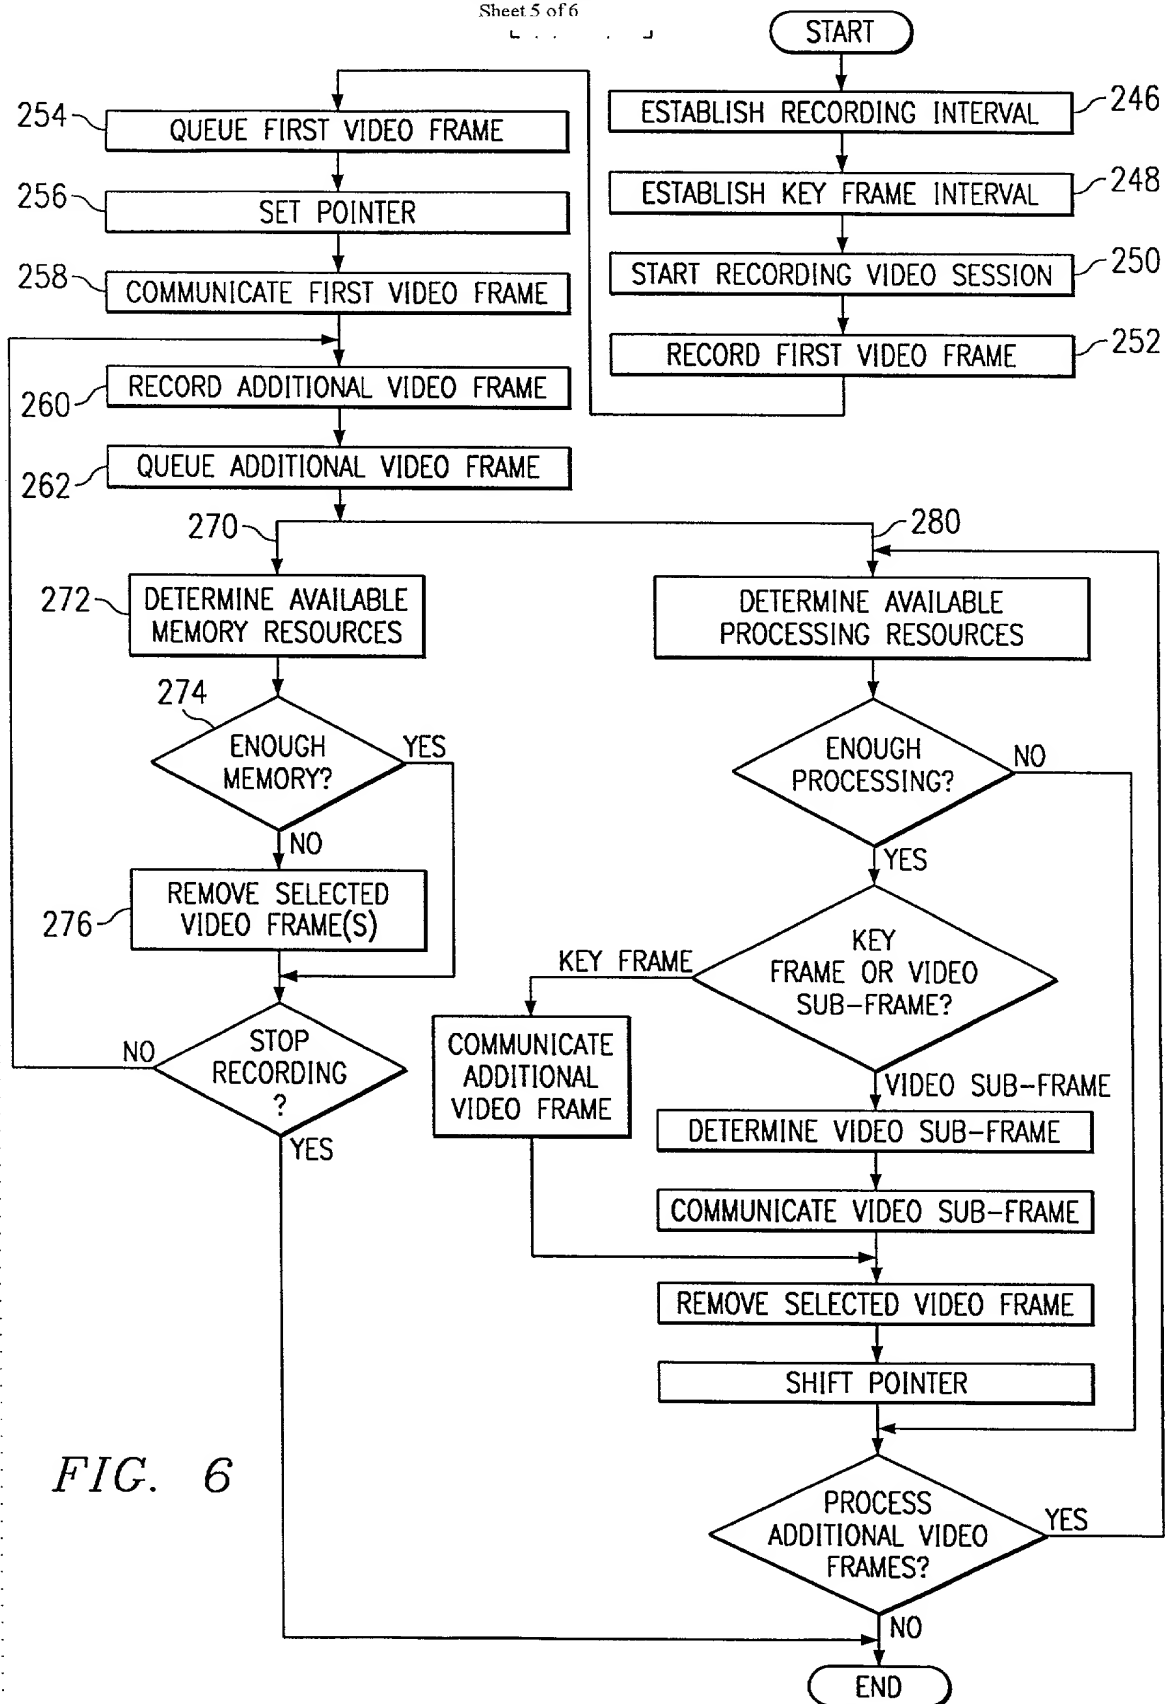 Sheet 5 of 6
START
ESTABLISH RECORDING INTERVAL
246
ESTABLISH KEY FRAME INTERVAL
248
START RECORDING VIDEO SESSION
250
RECORD FIRST VIDEO FRAME
252
254
QUEUE FIRST VIDEO FRAME
256
SET POINTER
258
COMMUNICATE FIRST VIDEO FRAME
260
RECORD ADDITIONAL VIDEO FRAME
262
QUEUE ADDITIONAL VIDEO FRAME
270
280
272
DETERMINE AVAILABLE
MEMORY RESOURCES
274
ENOUGH
MEMORY?
YES
NO
276
REMOVE SELECTED
VIDEO FRAME(S)
STOP
RECORDING
?
NO
YES
DETERMINE AVAILABLE
PROCESSING RESOURCES
ENOUGH
PROCESSING?
NO
YES
KEY
FRAME OR VIDEO
SUB-FRAME?
KEY FRAME
COMMUNICATE
ADDITIONAL
VIDEO FRAME
VIDEO SUB-FRAME
DETERMINE VIDEO SUB-FRAME
COMMUNICATE VIDEO SUB-FRAME
REMOVE SELECTED VIDEO FRAME
SHIFT POINTER
PROCESS
ADDITIONAL VIDEO
FRAMES?
YES
NO
END
FIG. 6